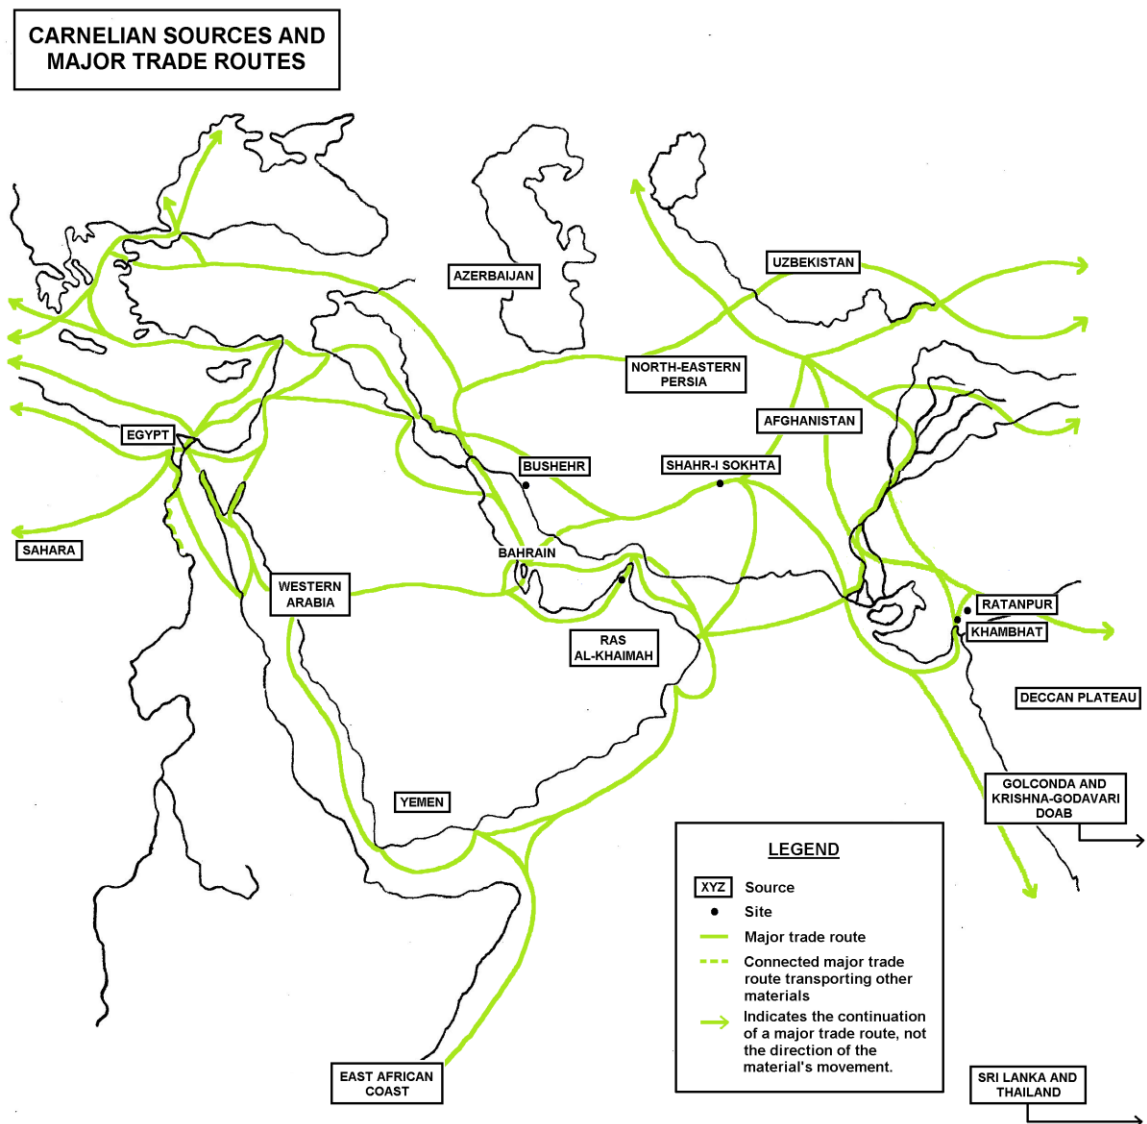 CARNELIAN SOURCES AND
MAJOR TRADE ROUTES
UZBEKISTAN
AZERBAIJAN
NORTH-EASTERN
PERSIA
AFGHANISTAN
EGYPT
BUSHEHR
SHAHR-I SOKHTA
SAHARA
BAHRAIN
WESTERN
ARABIA
RATANPUR
KHAMBHAT
RAS
AL-KHAIMAH
DECCAN PLATEAU
GOLCONDA AND
KRISHNA-GODAVARI
DOAB
YEMEN
LEGEND
XYZ Source
Site
Major trade route
Connected major trade
route transporting other
materials
Indicates the continuation
of a major trade route, not
the direction of the
material's movement.
EAST AFRICAN
COAST
SRI LANKA AND
THAILAND